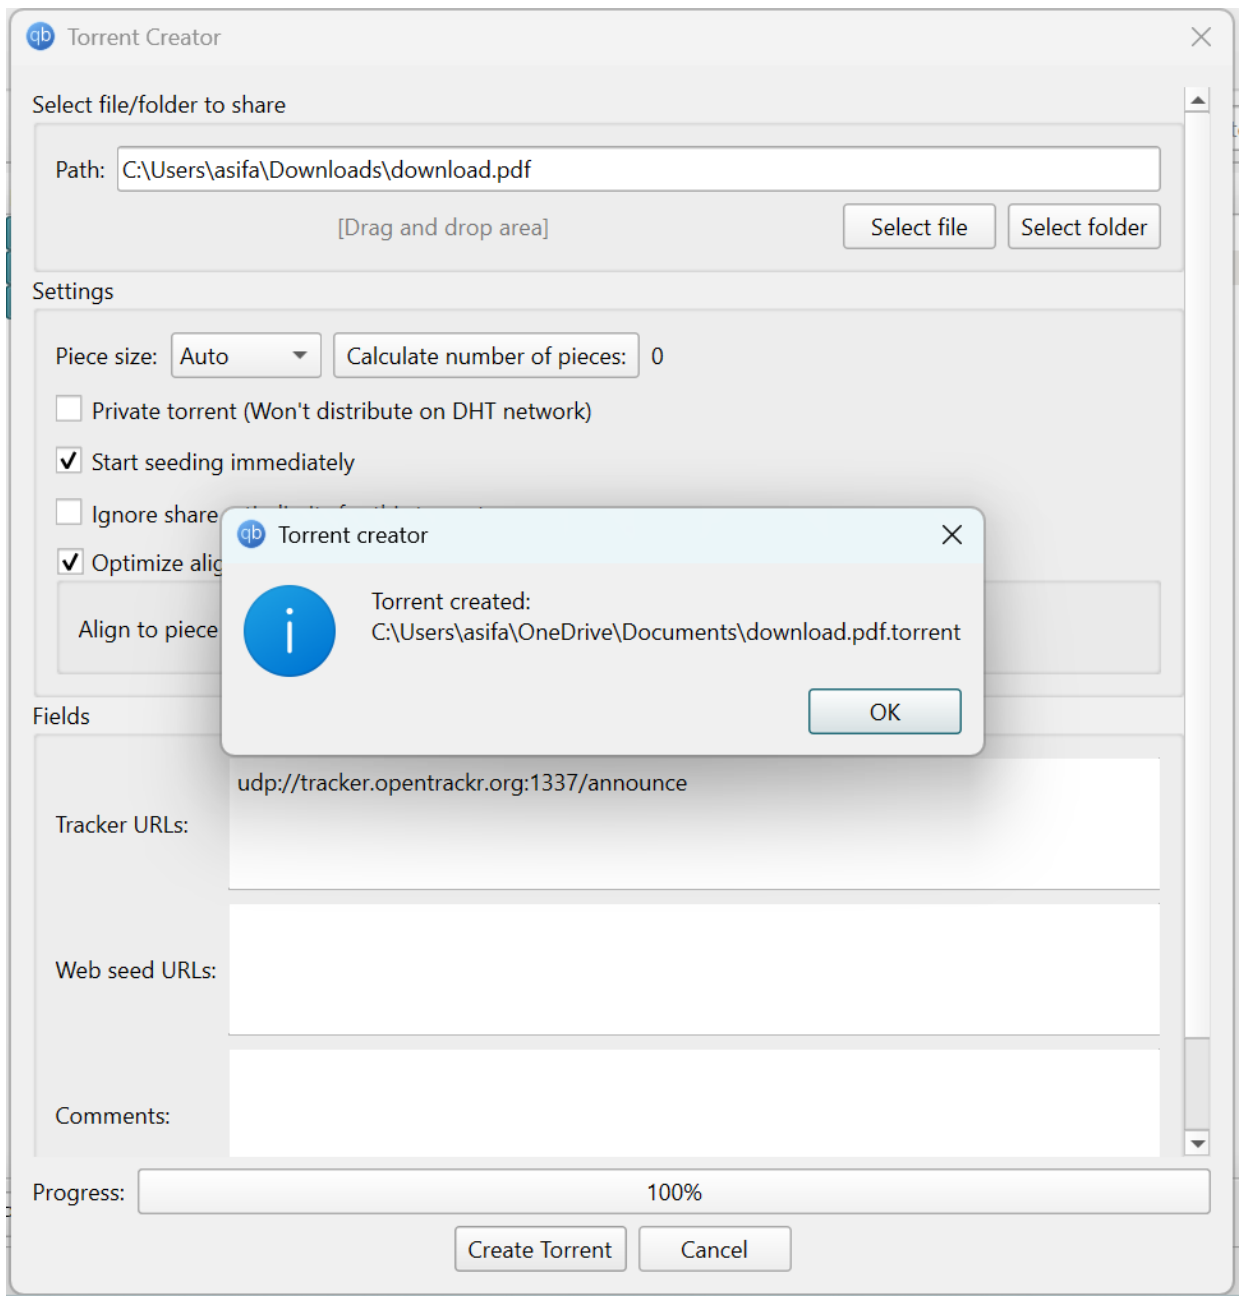 qb Torrent Creator
Select file/folder to share
Path: C:\Users\asifa\Downloads\download.pdf
[Drag and drop area] Select file Select folder
Settings
Piece size: Auto Calculate number of pieces: 0
Private torrent (Won't distribute on DHT network)
Start seeding immediately
Ignore share
qb Torrent creator
Optimize
Torrent created:
Align to piece C:\Users\asifa\OneDrive\Documents\download.pdf.torrent
OK
Fields
udp://tracker.opentrackr.org:1337/announce
Tracker URLs:
Web seed URLs:
Comments:
Progress: 100%
Create Torrent Cancel